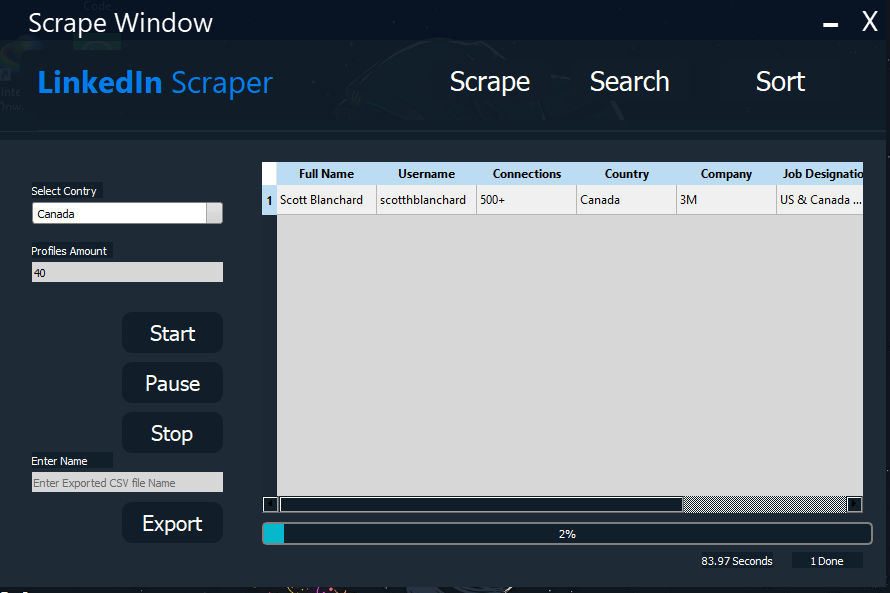 Code
Scrape Window
X
LinkedIn Scraper
Scrape
Search
Sort
Select Contry
Canada
Profiles Amount
40
Start
Pause
Stop
Enter Name
Enter Exported CSV file Name
Export
Full Name Username Connections Country Company Job Designatio
1 Scott Blanchard scotthblanchard 500+ Canada 3M US & Canada ...
2%
83.97 Seconds
1 Done